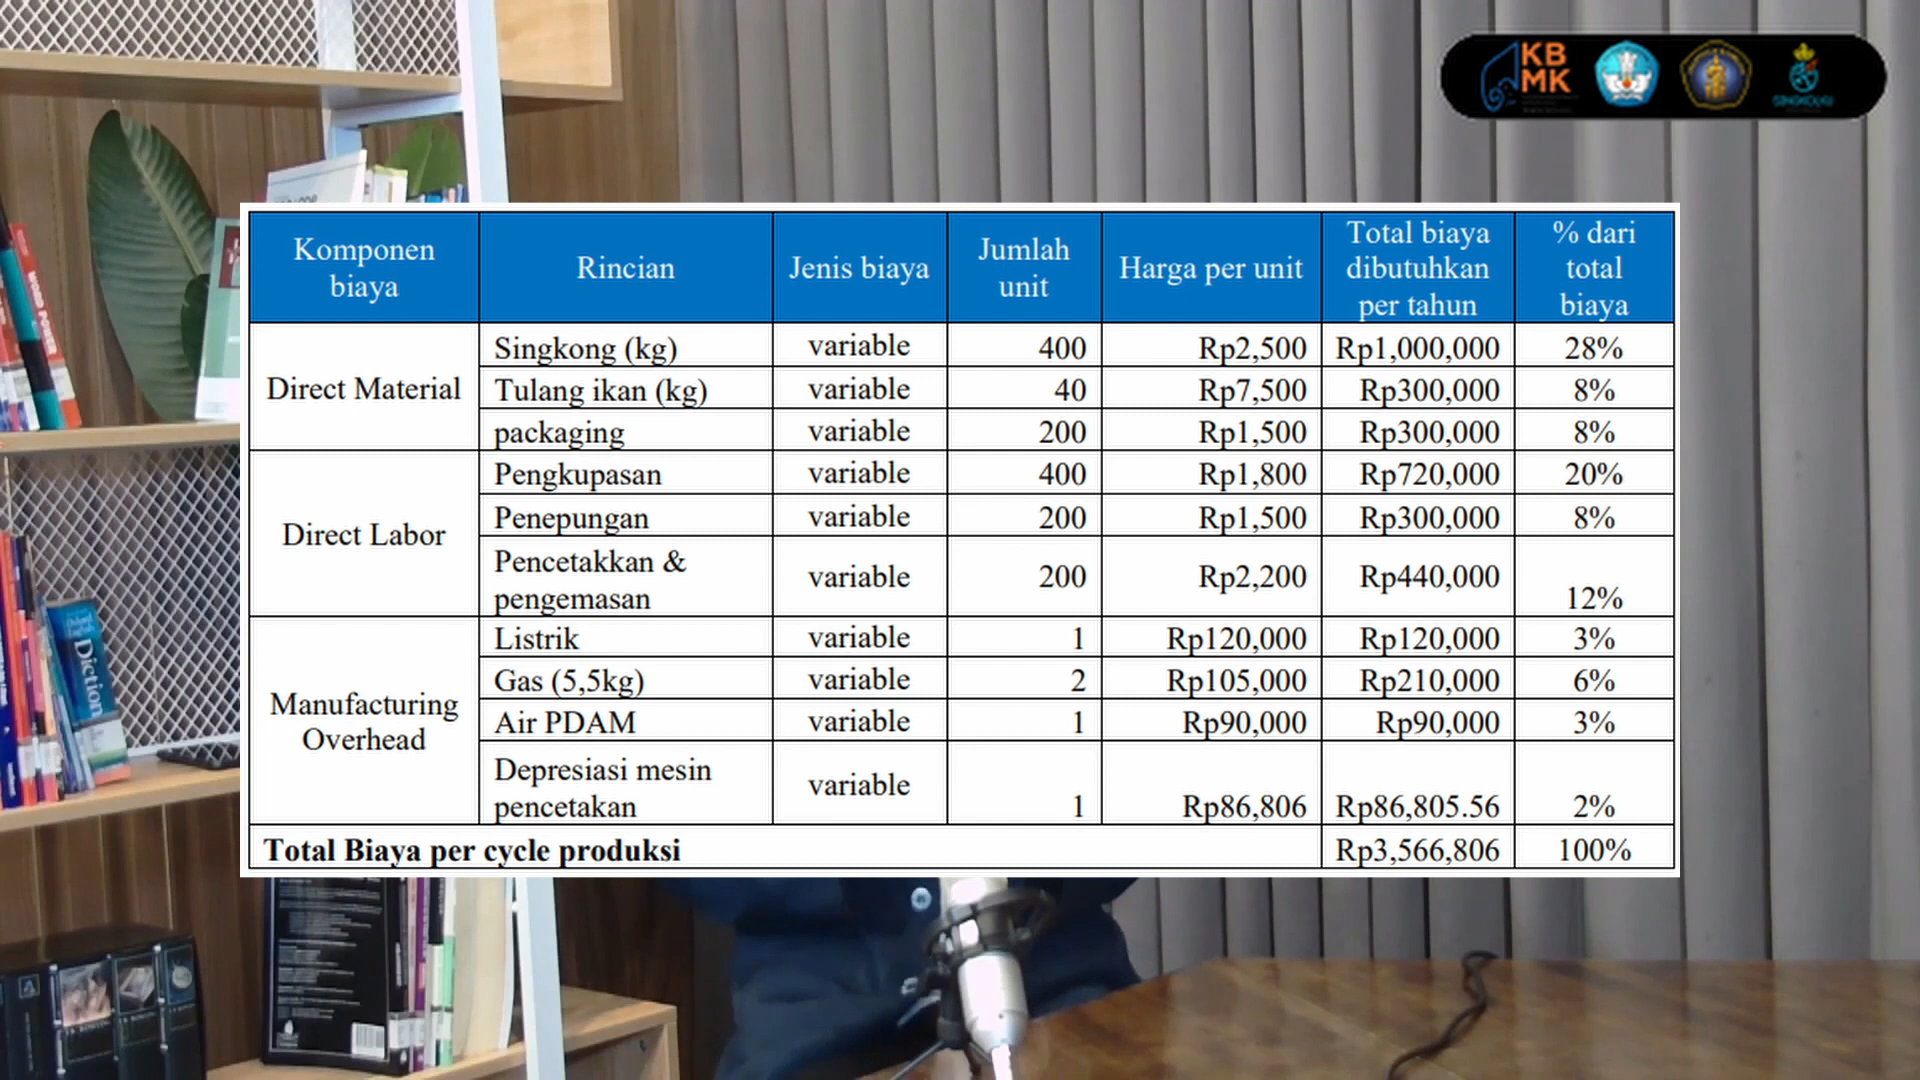 KB
MK
SINGKOLKU
Komponen biaya | Rincian | Jenis biaya | Jumlah unit | Harga per unit | Total biaya dibutuhkan per tahun | % dari total biaya
Direct Material | Singkong (kg) | variable | 400 | Rp2,500 | Rp1,000,000 | 28%
Tulang ikan (kg) | variable | 40 | Rp7,500 | Rp300,000 | 8%
packaging | variable | 200 | Rp1,500 | Rp300,000 | 8%
Direct Labor | Pengkupasan | variable | 400 | Rp1,800 | Rp720,000 | 20%
Penepungan | variable | 200 | Rp1,500 | Rp300,000 | 8%
Pencetakkan & pengemasan | variable | 200 | Rp2,200 | Rp440,000 | 12%
Manufacturing Overhead | Listrik | variable | 1 | Rp120,000 | Rp120,000 | 3%
Gas (5,5kg) | variable | 2 | Rp105,000 | Rp210,000 | 6%
Air PDAM | variable | 1 | Rp90,000 | Rp90,000 | 3%
Depresiasi mesin pencetakan | variable | 1 | Rp86,806 | Rp86,805.56 | 2%
Total Biaya per cycle produksi | Rp3,566,806 | 100%
WORD POWER
Diction